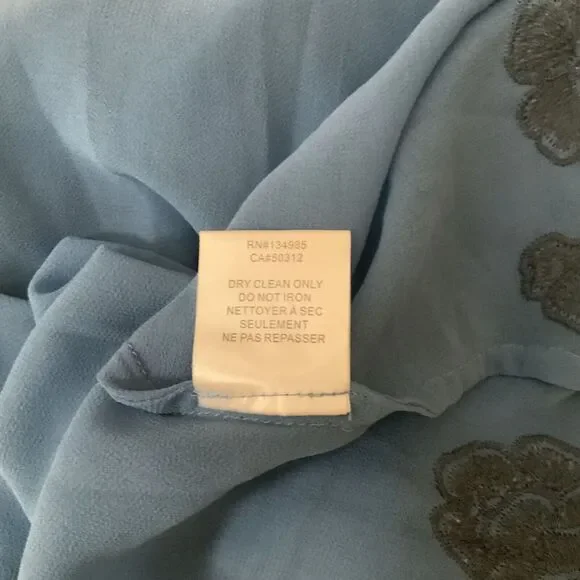 RN#134985
CA#50312
DRY CLEAN ONLY
DO NOT IRON
NETTOYER À SEC
SEULEMENT
NE PAS REPASSER